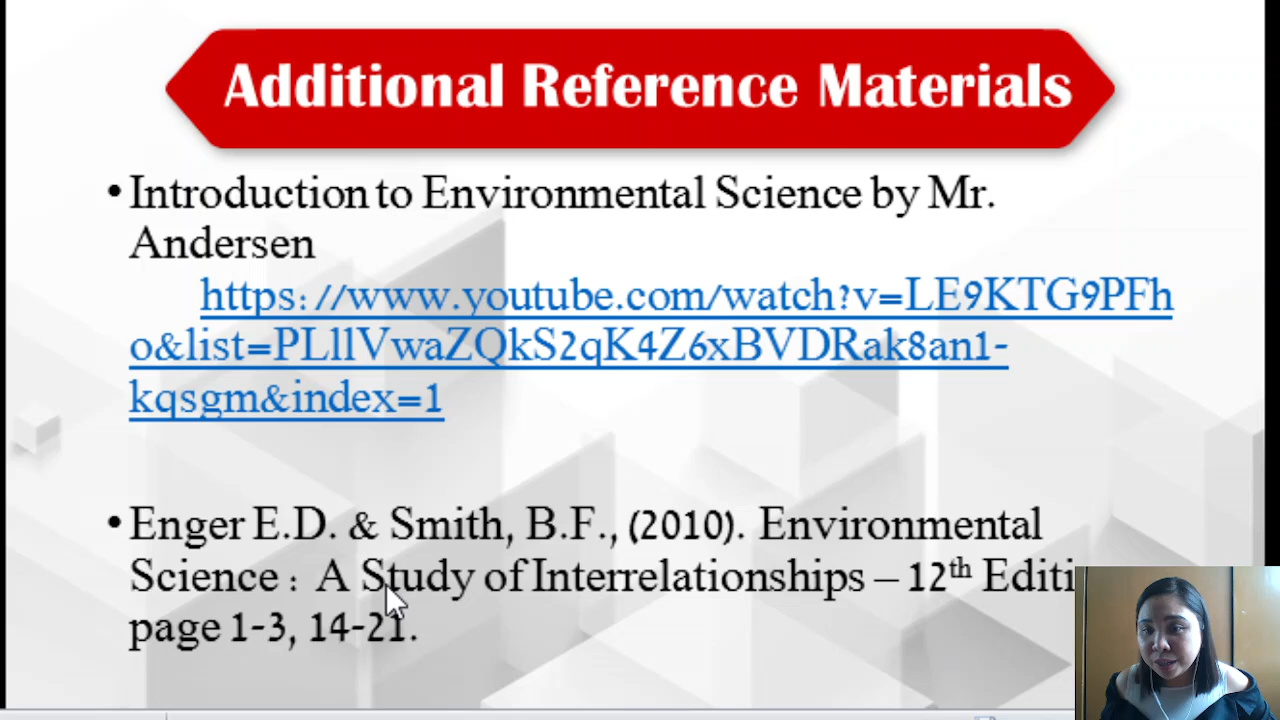 Additional Reference Materials
• Introduction to Environmental Science by Mr.
Andersen
https://www.youtube.com/watch?v=LE9KTG9PFh
o&list=PLllVwaZQkS2qK4Z6xBVDRak8an1-
kqsgm&index=1
• Enger E.D. & Smith, B.F., (2010). Environmental
Science : A Study of Interrelationships – 12th Editi
page 1-3, 14-21.